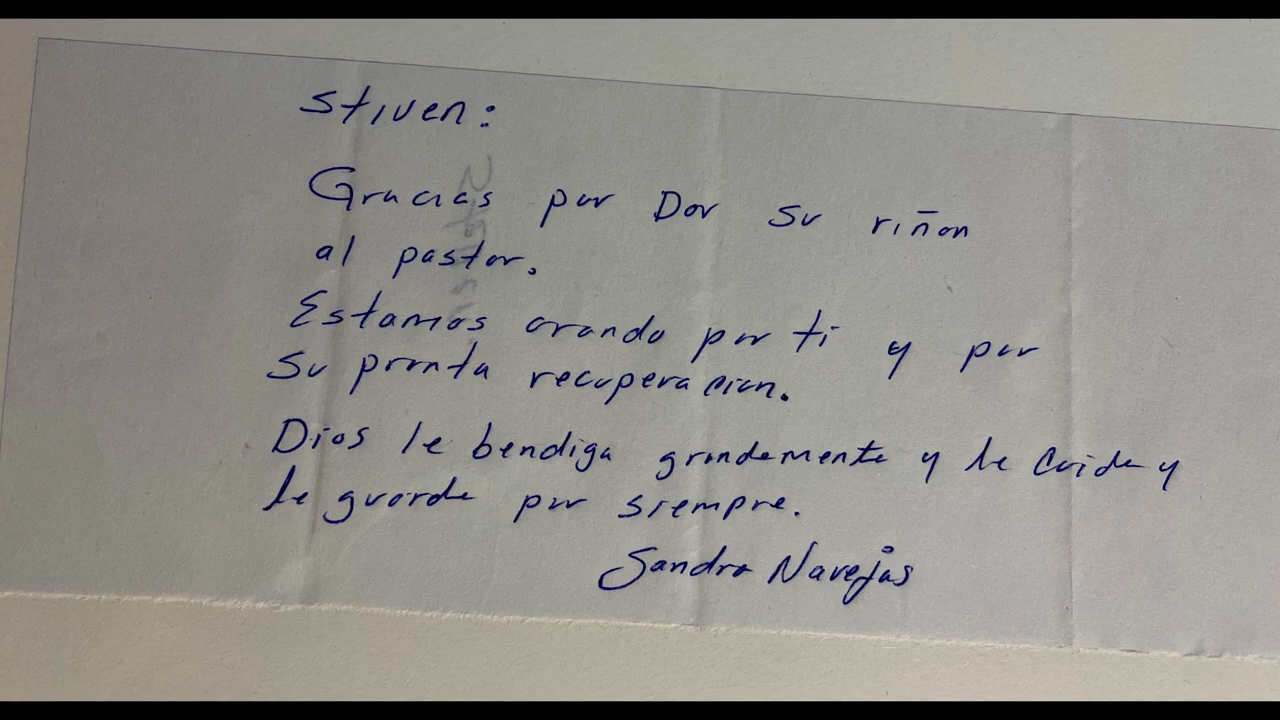 Stiven:
Gracias por Dar su riñon
al pastor.
Estamos orando por ti y por
su pronta recuperacion.
Dios le bendiga grandemente y le cuide y
le guarde por siempre.
Sandra Navejas